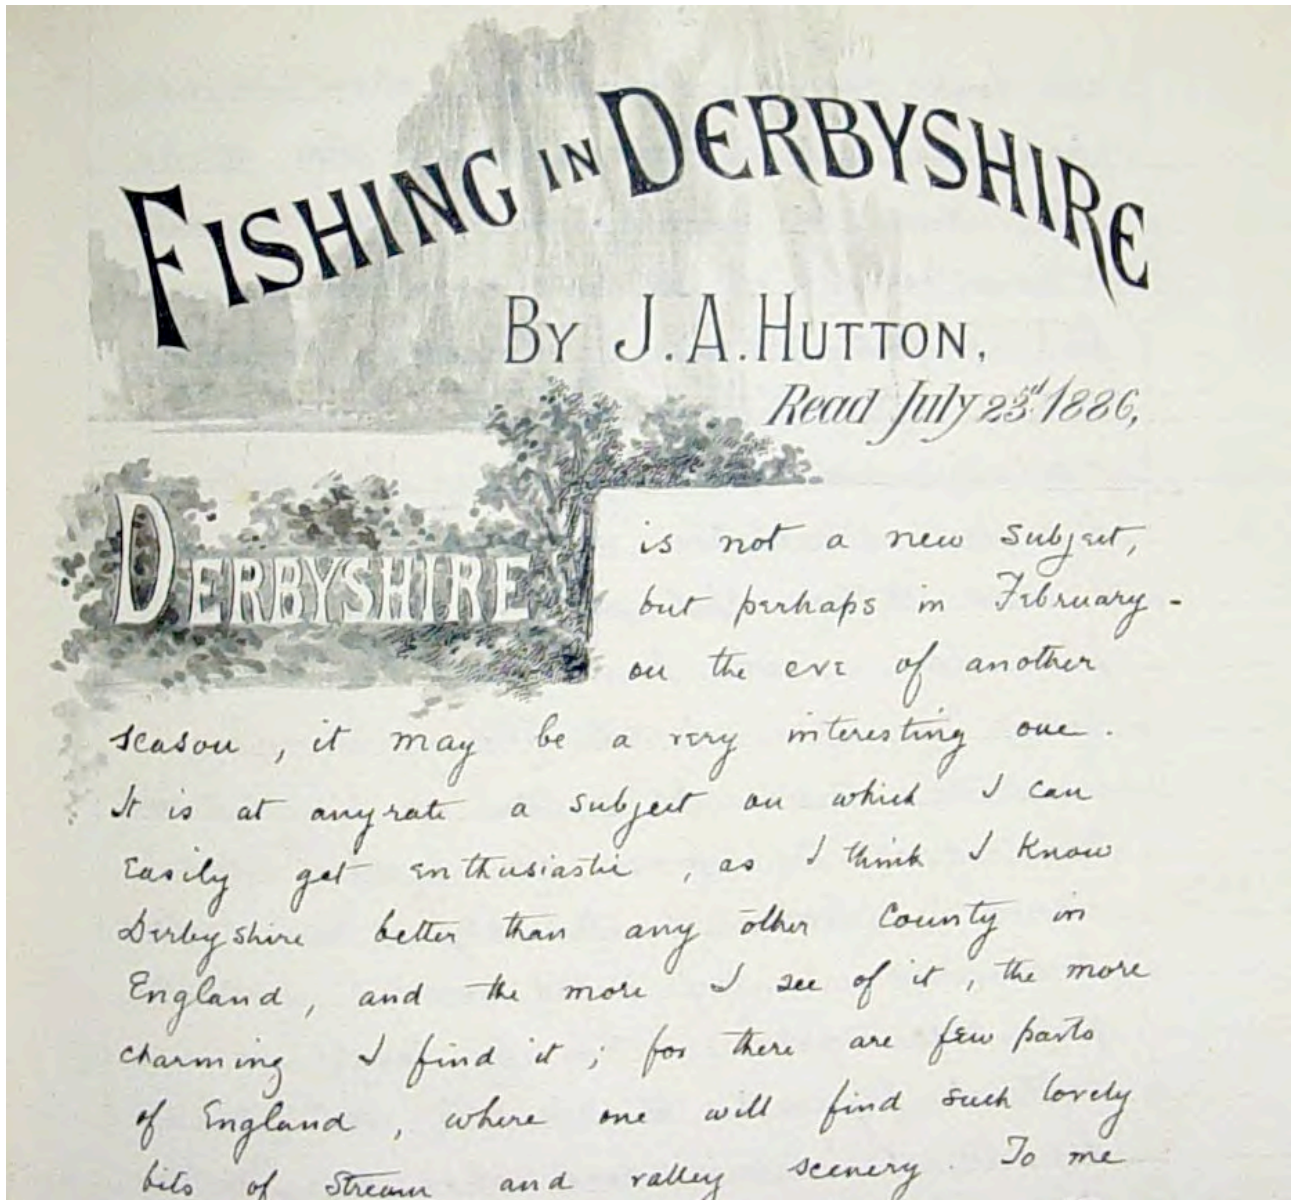 FISHING IN DERBYSHIRE
BY J. A. HUTTON,
Read July 23rd 1886,
DERBYSHIRE is not a new subject,
but perhaps in February -
on the eve of another
season, it may be a very interesting one.
It is at anyrate a subject on which I can
easily get enthusiastic, as I think I know
Derbyshire better than any other County in
England, and the more I see of it, the more
charming I find it; for there are few parts
of England, where one will find such lovely
bits of stream and valley scenery. To me